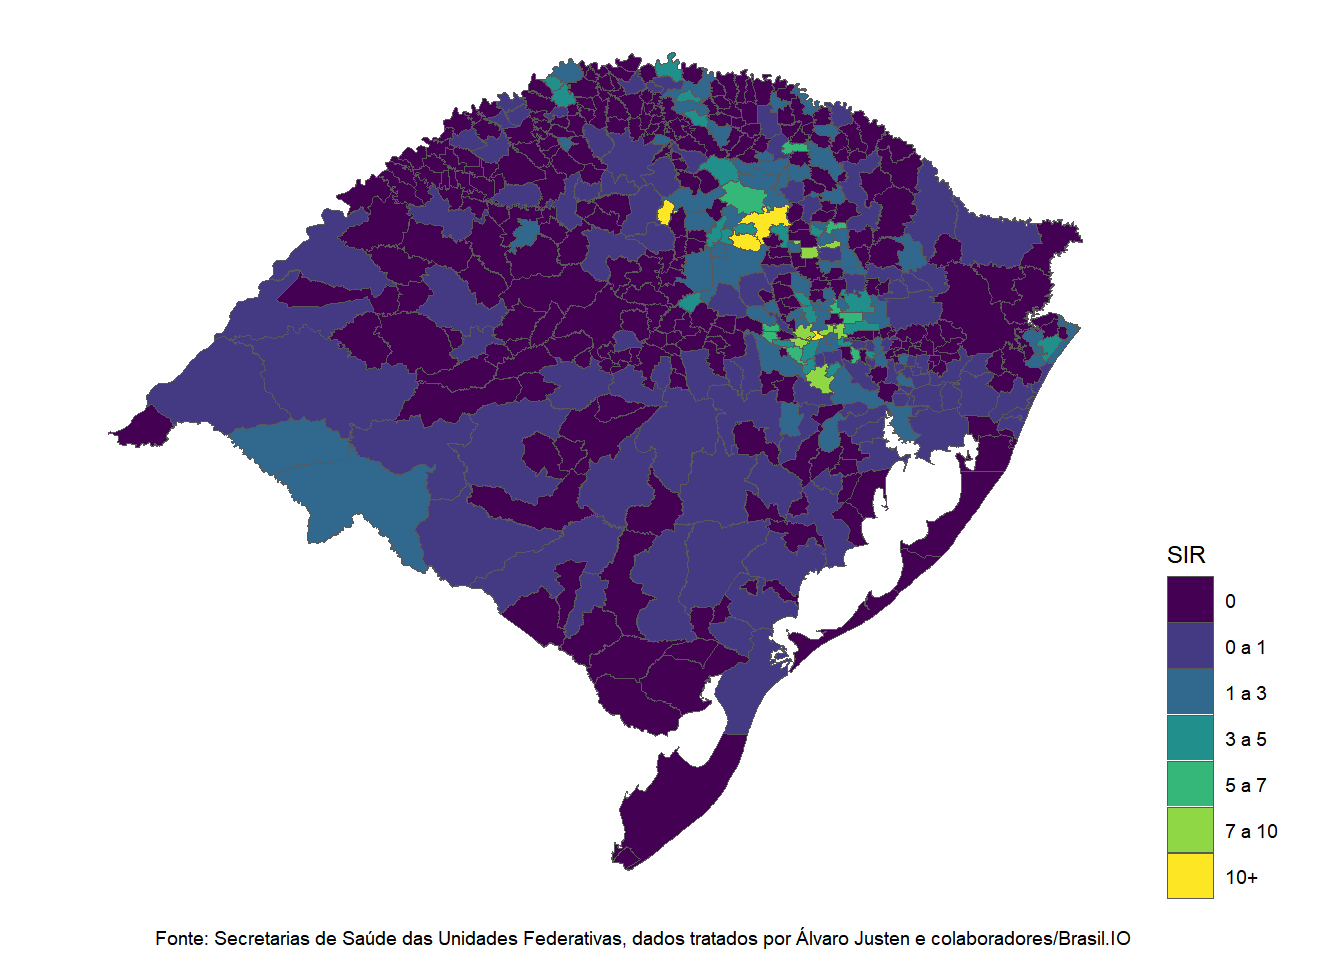 SIR
0
0 a 1
1 a 3
3 a 5
5 a 7
7 a 10
10+
Fonte: Secretarias de Saúde das Unidades Federativas, dados tratados por Álvaro Justen e colaboradores/Brasil.IO